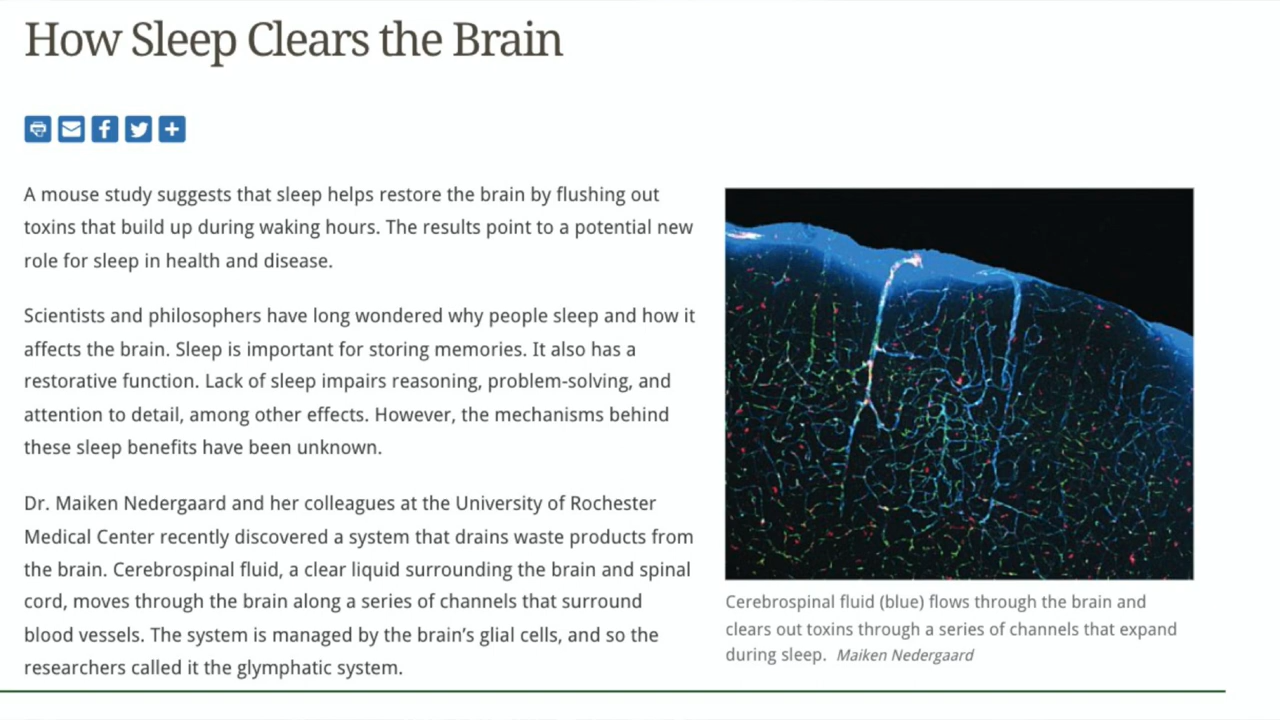 How Sleep Clears the Brain
A mouse study suggests that sleep helps restore the brain by flushing out
toxins that build up during waking hours. The results point to a potential new
role for sleep in health and disease.
Scientists and philosophers have long wondered why people sleep and how it
affects the brain. Sleep is important for storing memories. It also has a
restorative function. Lack of sleep impairs reasoning, problem-solving, and
attention to detail, among other effects. However, the mechanisms behind
these sleep benefits have been unknown.
Dr. Maiken Nedergaard and her colleagues at the University of Rochester
Medical Center recently discovered a system that drains waste products from
the brain. Cerebrospinal fluid, a clear liquid surrounding the brain and spinal
cord, moves through the brain along a series of channels that surround
blood vessels. The system is managed by the brain’s glial cells, and so the
researchers called it the glymphatic system.
Cerebrospinal fluid (blue) flows through the brain and
clears out toxins through a series of channels that expand
during sleep. Maiken Nedergaard